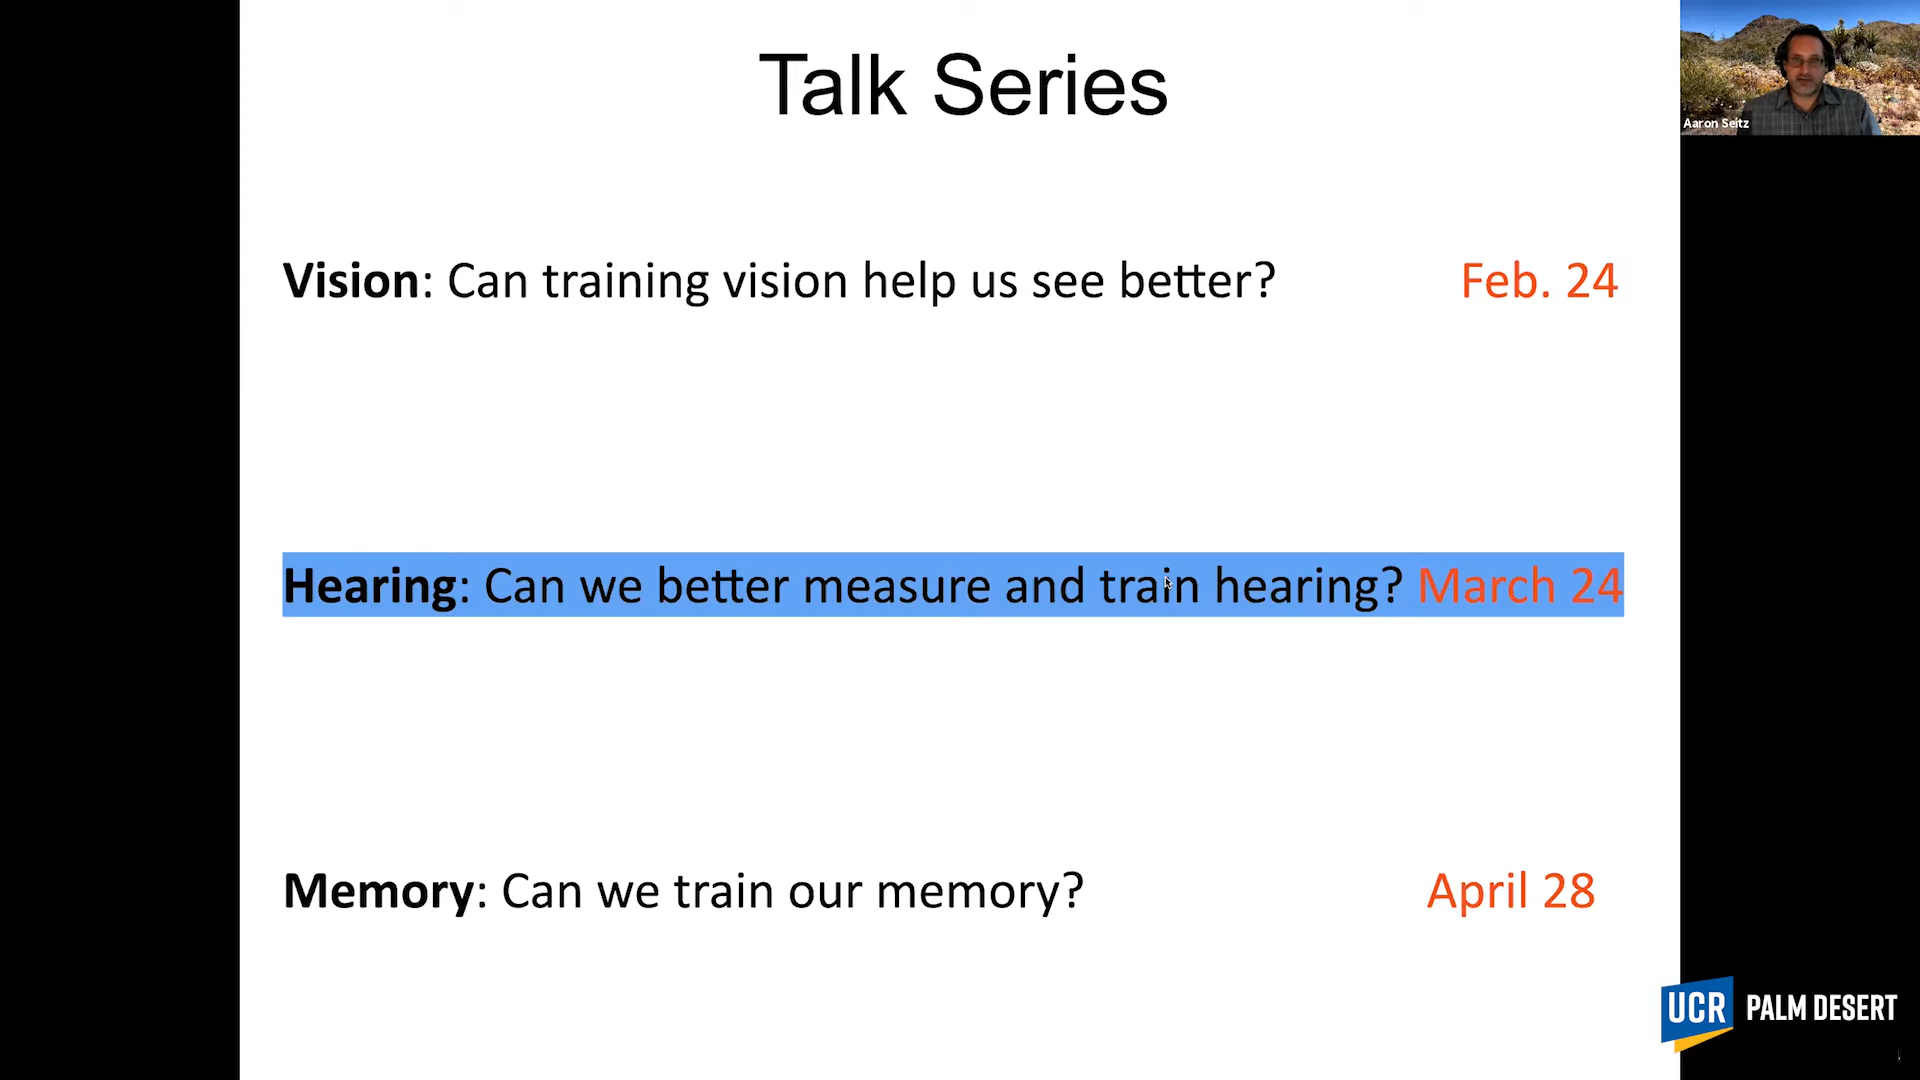 Talk Series
Aaron Seitz
Vision: Can training vision help us see better? Feb. 24
Hearing: Can we better measure and train hearing? March 24
Memory: Can we train our memory? April 28
UCR PALM DESERT